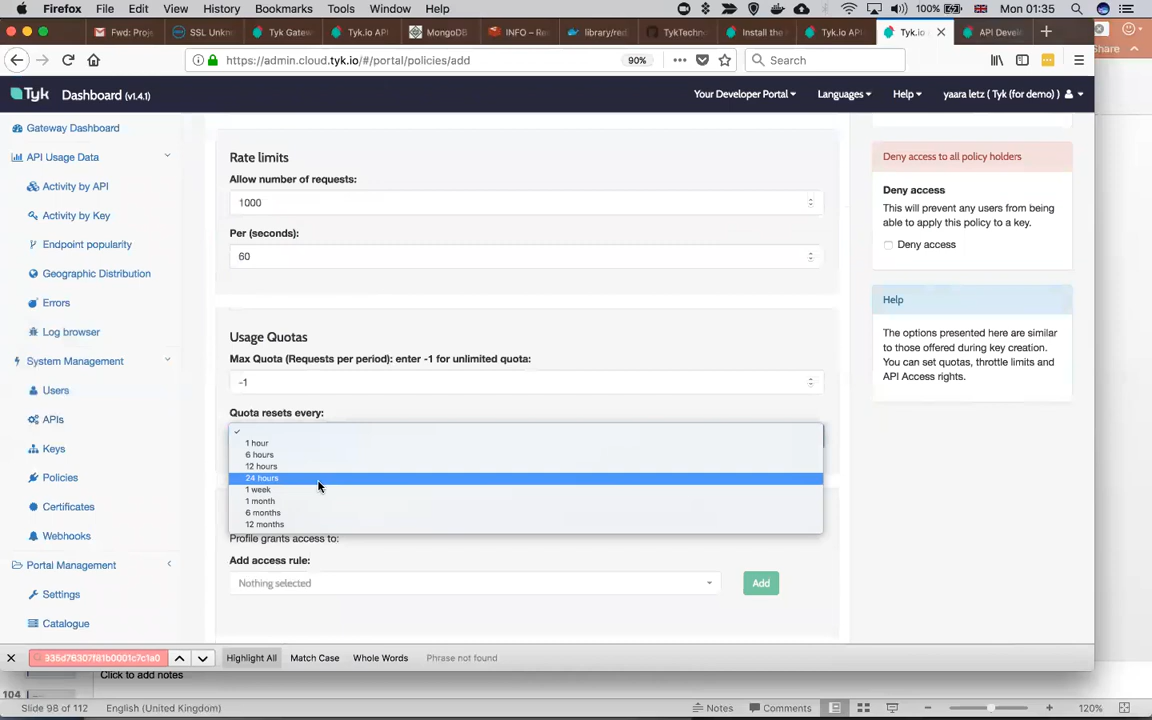 Firefox File Edit View History Bookmarks Tools Window Help 100% Mon 01:35
Fwd: Proje SSL Unkn Tyk Gatew Tyk.io API MongoDB INFO – Re library/red TykTechn Install the Tyk.io API Tyk.io API Devel
https://admin.cloud.tyk.io/#/portal/policies/add 90% Search
Share
Tyk Dashboard (v1.4.1) Your Developer Portal Languages Help yaara letz ( Tyk (for demo) )
Gateway Dashboard
API Usage Data
Activity by API
Activity by Key
Endpoint popularity
Geographic Distribution
Errors
Log browser
System Management
Users
APIs
Keys
Policies
Certificates
Webhooks
Portal Management
Settings
Catalogue
Rate limits
Allow number of requests:
1000
Per (seconds):
60
Usage Quotas
Max Quota (Requests per period): enter -1 for unlimited quota:
-1
Quota resets every:
1 hour
6 hours
12 hours
24 hours
1 week
1 month
6 months
12 months
Profile grants access to:
Add access rule:
Nothing selected Add
Deny access to all policy holders
Deny access
This will prevent any users from being
able to apply this policy to a key.
Deny access
Help
The options presented here are similar
to those offered during key creation.
You can set quotas, throttle limits and
API Access rights.
935d76307f81b0001c7c1a0 Highlight All Match Case Whole Words Phrase not found
104 Click to add notes
Slide 98 of 112 English (United Kingdom) Notes Comments 120%